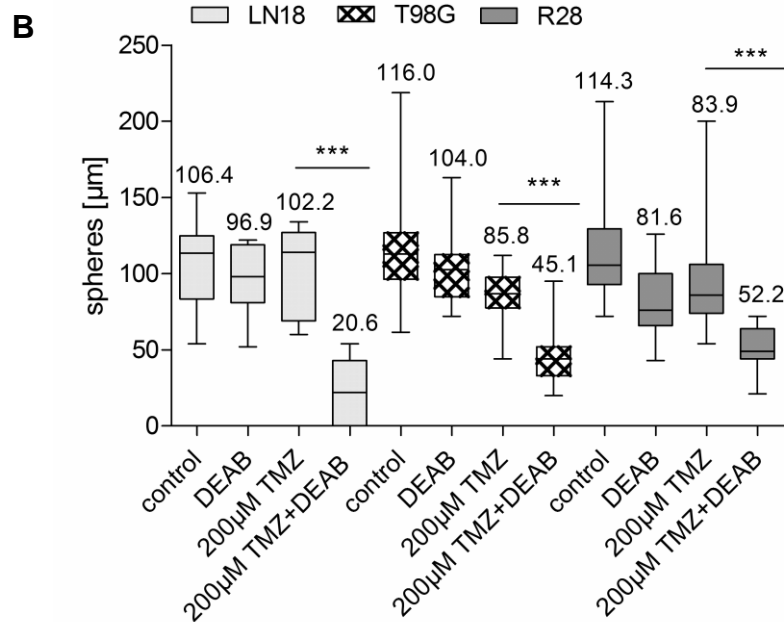 B
LN18 T98G R28
spheres [µm]
250
200
150
100
50
0
106.4
96.9
102.2
***
20.6
116.0
104.0
85.8
***
45.1
114.3
81.6
83.9
***
52.2
control
DEAB
200µM TMZ
200µM TMZ+DEAB
control
DEAB
200µM TMZ
200µM TMZ+DEAB
control
DEAB
200µM TMZ
200µM TMZ+DEAB